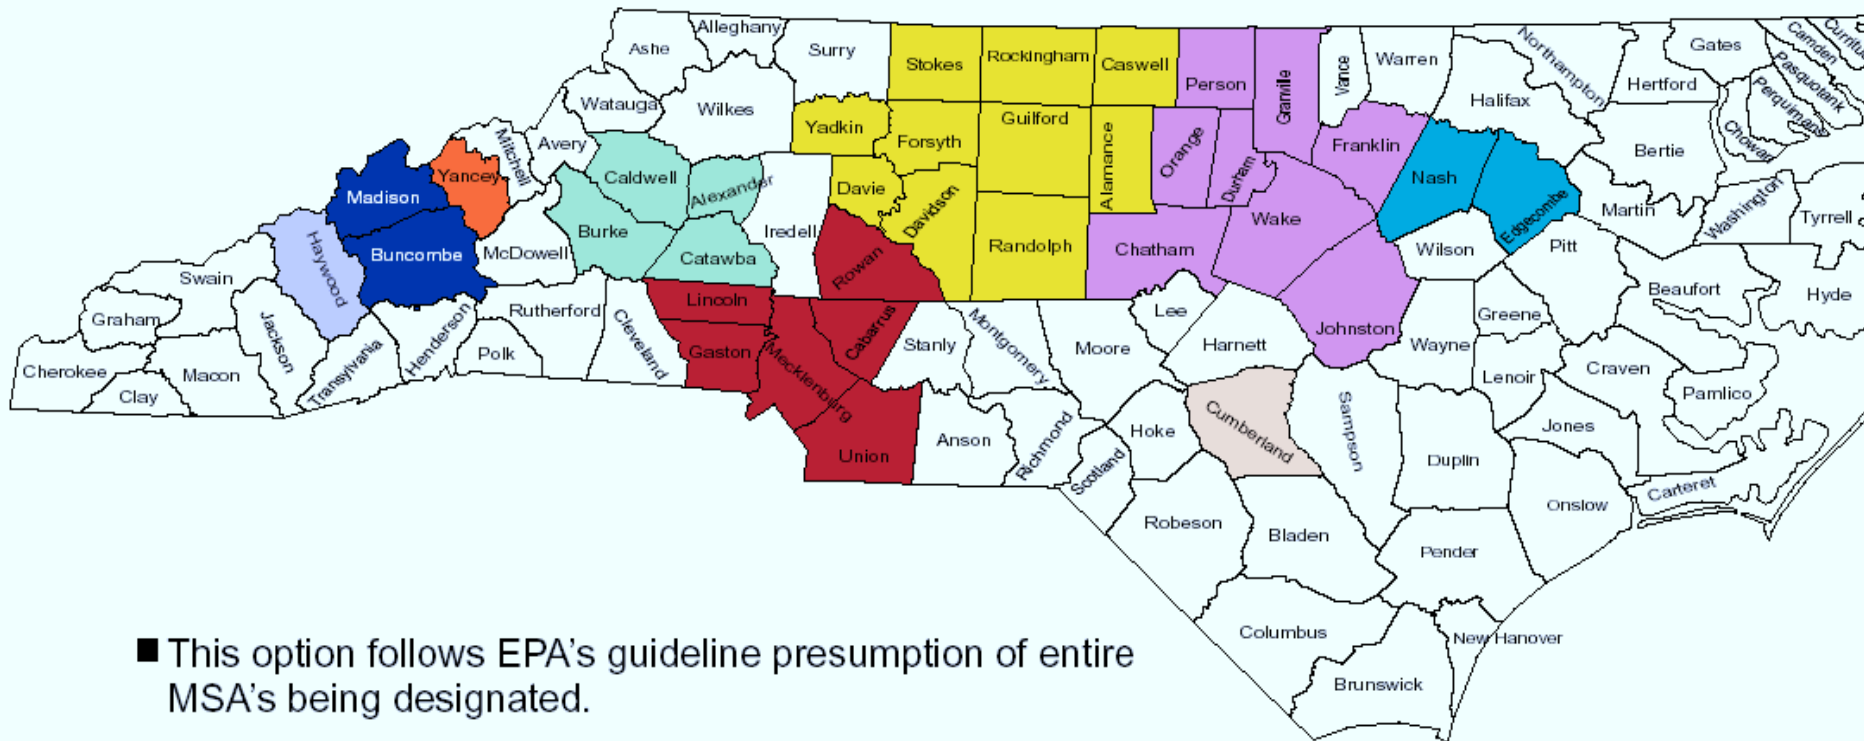 Ashe
Alleghany
Surry
Stokes
Rockingham
Caswell
Person
Granville
Vance
Warren
Northampton
Gates
Hertford
Camden
Pasquotank
Perquimans
Chowan
Watauga
Wilkes
Yadkin
Forsyth
Guilford
Alamance
Orange
Durham
Franklin
Halifax
Bertie
Mitchell
Avery
Yancey
Madison
Caldwell
Alexander
Davie
Davidson
Iredell
Randolph
Chatham
Wake
Nash
Edgecombe
Martin
Washington
Tyrrell
Haywood
Buncombe
McDowell
Burke
Catawba
Rowan
Wilson
Pitt
Beaufort
Hyde
Swain
Graham
Jackson
Transylvania
Henderson
Rutherford
Polk
Cleveland
Lincoln
Gaston
Mecklenburg
Cabarrus
Stanly
Montgomery
Moore
Lee
Harnett
Johnston
Wayne
Greene
Lenoir
Craven
Pamlico
Cherokee
Clay
Macon
Union
Anson
Richmond
Scotland
Hoke
Cumberland
Sampson
Duplin
Jones
Onslow
Carteret
Robeson
Bladen
Pender
Columbus
New Hanover
Brunswick
■ This option follows EPA's guideline presumption of entire
MSA's being designated.